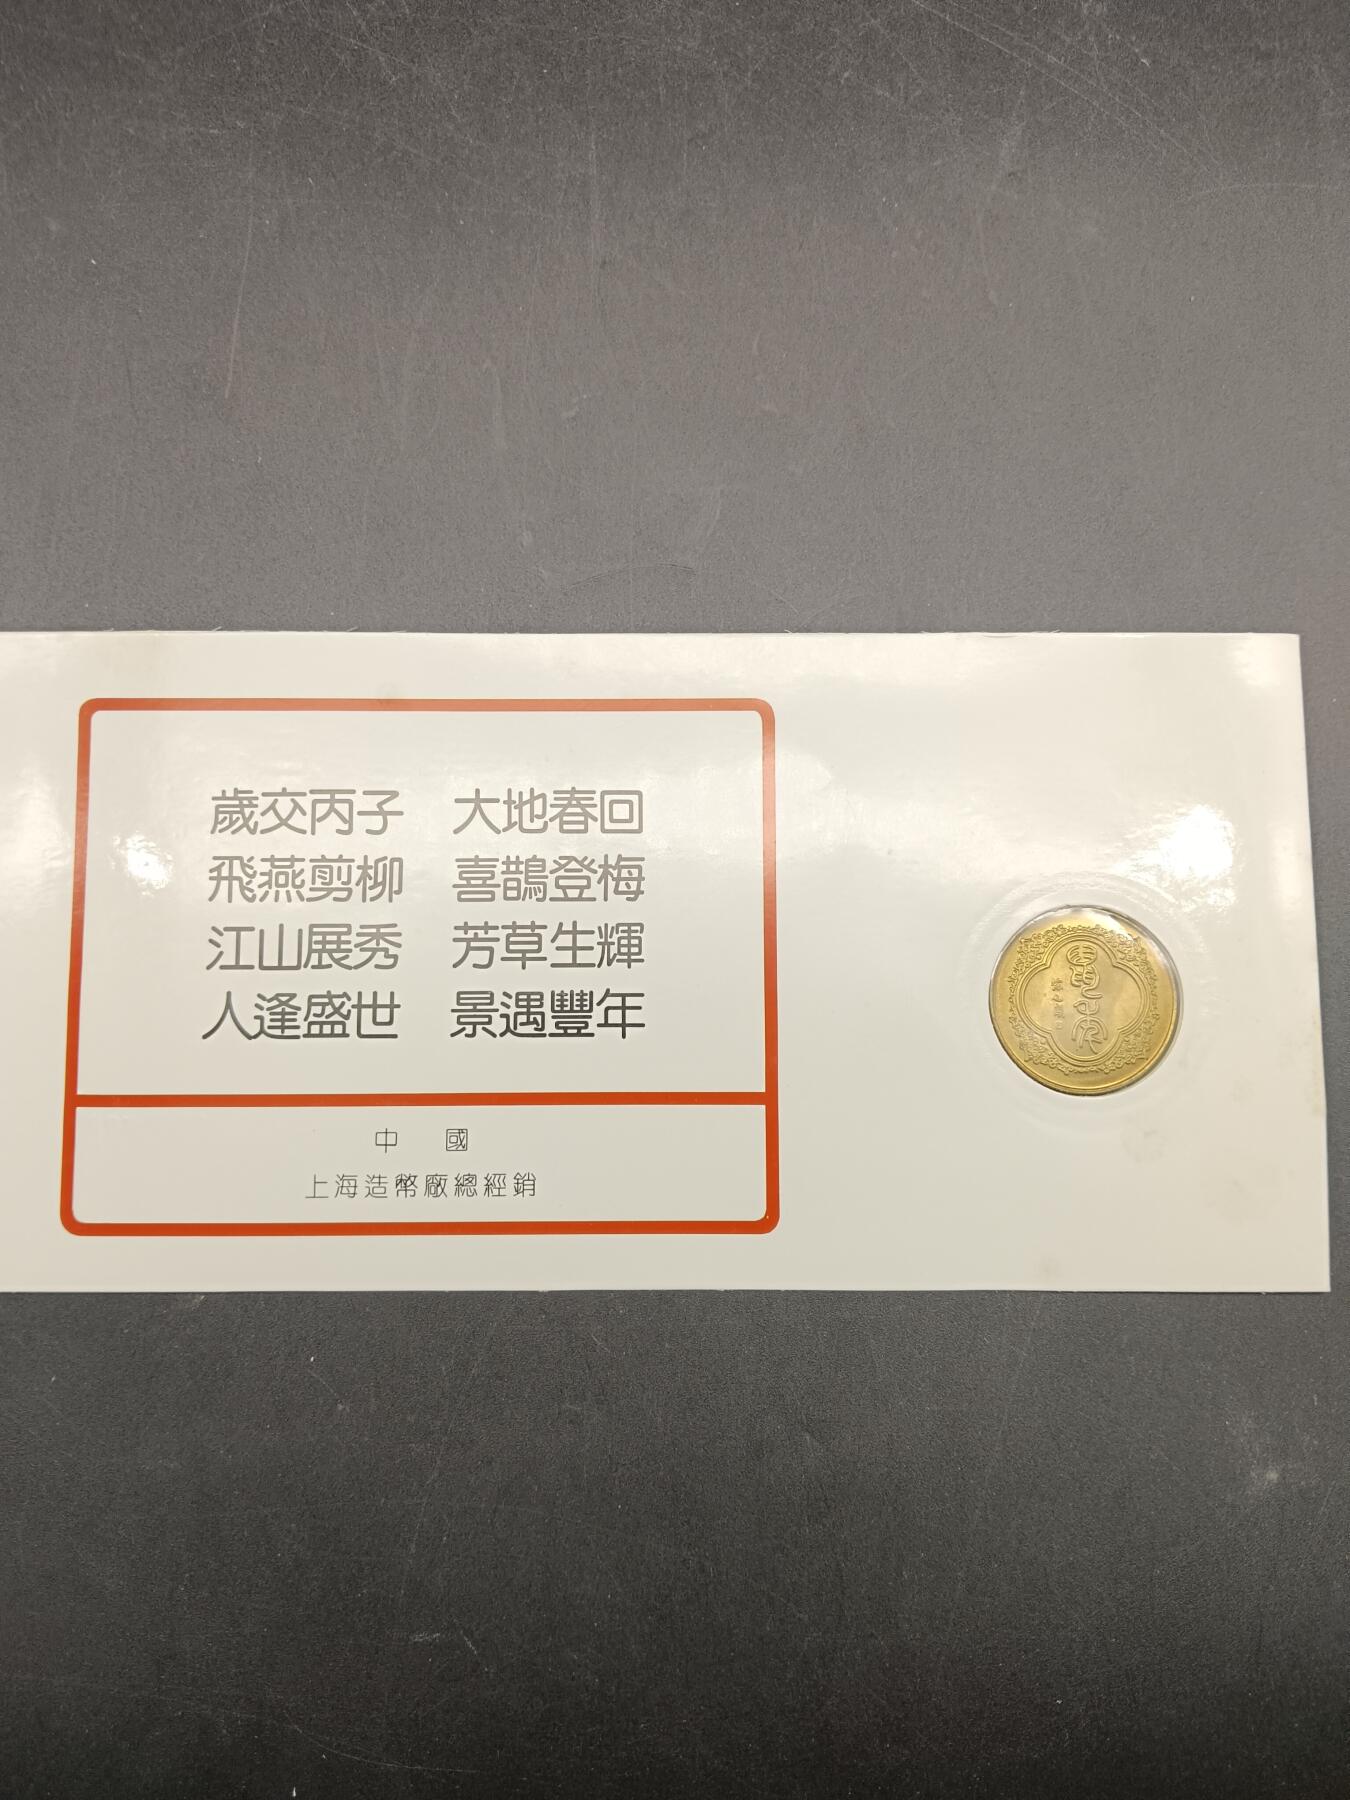 歲交丙子 大地春回
飛燕剪柳 喜鵲登梅
江山展秀 芳草生輝
人逢盛世 景遇豐年
中 國
上海造幣廠總經銷